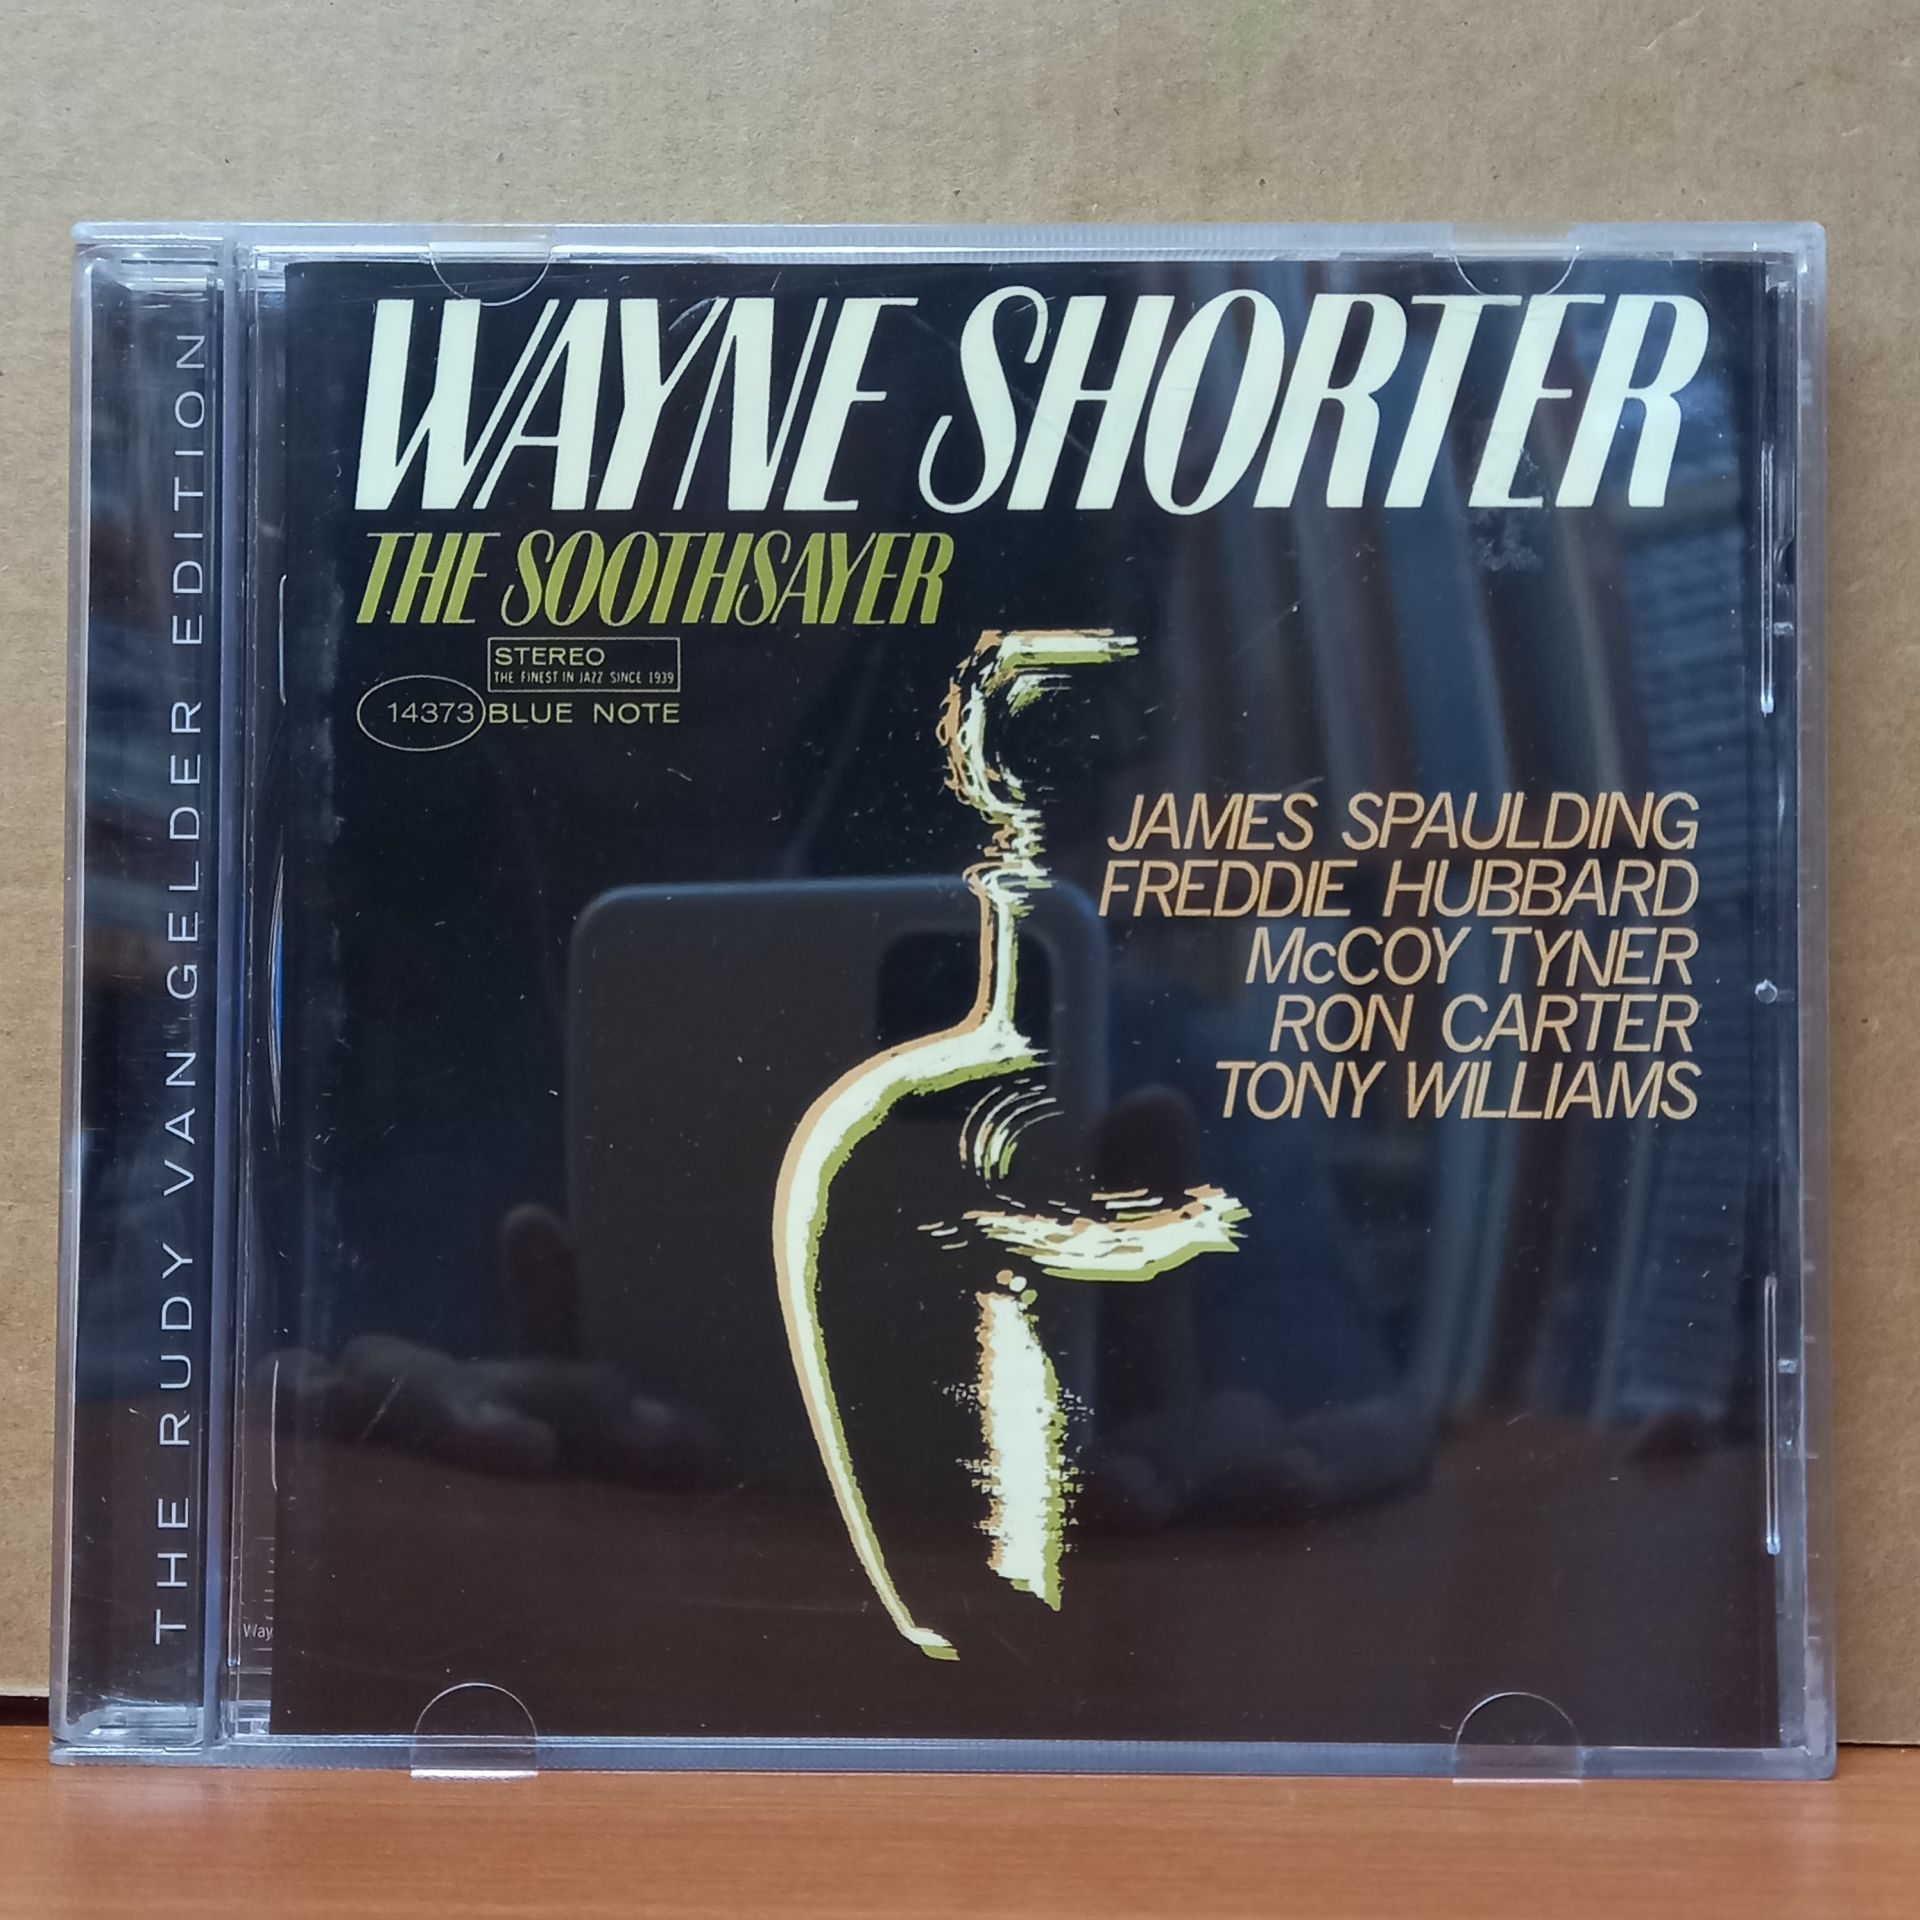 THE RUDY VAN GELDER EDITION
WAYNE SHORTER
THE SOOTHSAYER
STEREO
THE FINEST IN JAZZ SINCE 1939
14373 BLUE NOTE
JAMES SPAULDING
FREDDIE HUBBARD
McCOY TYNER
RON CARTER
TONY WILLIAMS